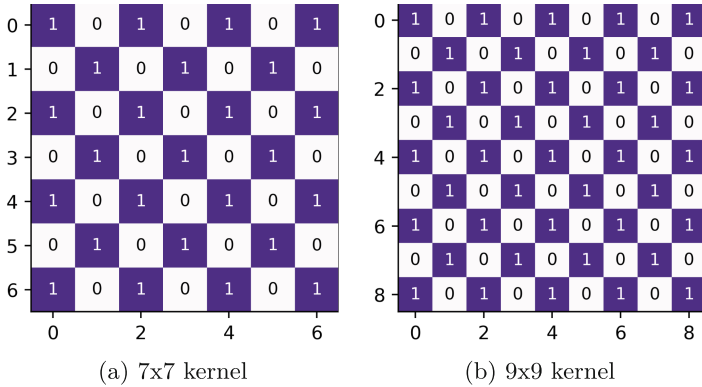 0 1 0 1 0 1 0 1
1 0 1 0 1 0 1 0
2 1 0 1 0 1 0 1
3 0 1 0 1 0 1 0
4 1 0 1 0 1 0 1
5 0 1 0 1 0 1 0
6 1 0 1 0 1 0 1
0 2 4 6
(a) 7x7 kernel
0 1 0 1 0 1 0 1 0 1
0 1 0 1 0 1 0 1 0
2 1 0 1 0 1 0 1 0 1
0 1 0 1 0 1 0 1 0
4 1 0 1 0 1 0 1 0 1
0 1 0 1 0 1 0 1 0
6 1 0 1 0 1 0 1 0 1
0 1 0 1 0 1 0 1 0
8 1 0 1 0 1 0 1 0 1
0 2 4 6 8
(b) 9x9 kernel